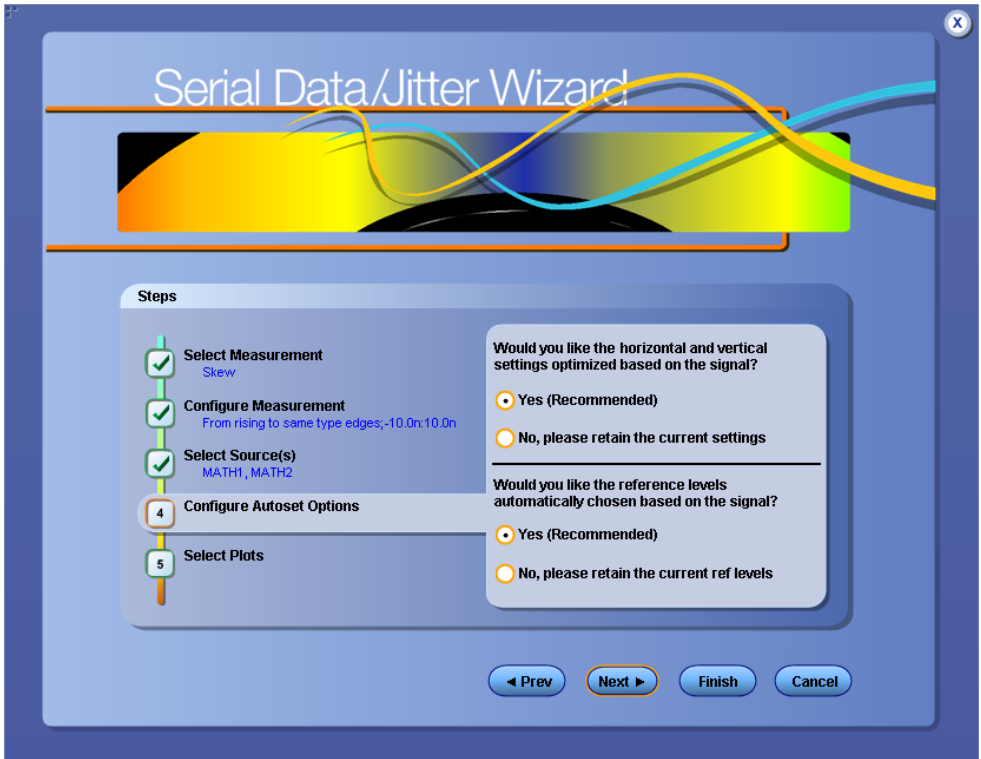 X
Serial Data/Jitter Wizard
Steps
Select Measurement
Skew
Configure Measurement
From rising to same type edges;-10.0n:10.0n
Select Source(s)
MATH1, MATH2
4
Configure Autoset Options
5
Select Plots
Would you like the horizontal and vertical
settings optimized based on the signal?
Yes (Recommended)
No, please retain the current settings
Would you like the reference levels
automatically chosen based on the signal?
Yes (Recommended)
No, please retain the current ref levels
◄ Prev
Next ►
Finish
Cancel